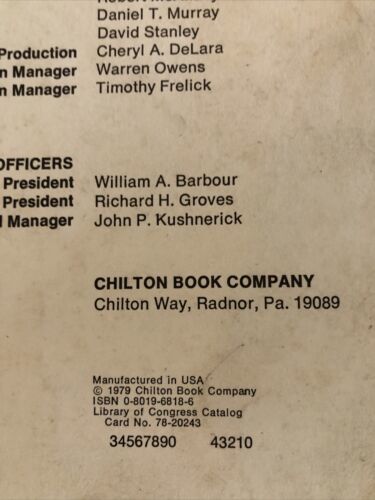 Daniel T. Murray
David Stanley
Production Cheryl A. DeLara
n Manager Warren Owens
n Manager Timothy Frelick
OFFICERS
President William A. Barbour
President Richard H. Groves
l Manager John P. Kushnerick
CHILTON BOOK COMPANY
Chilton Way, Radnor, Pa. 19089
Manufactured in USA
© 1979 Chilton Book Company
ISBN 0-8019-6818-6
Library of Congress Catalog
Card No. 78-20243
34567890 43210